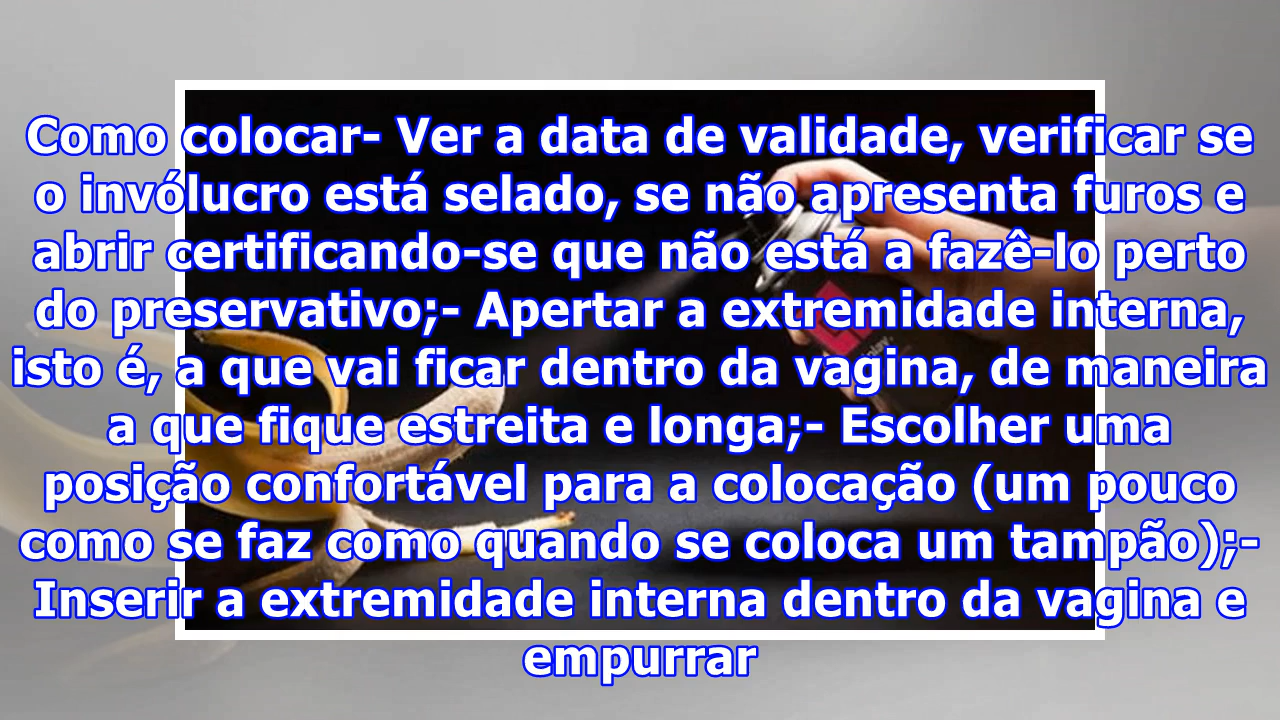 Como colocar- Ver a data de validade, verificar se
o invólucro está selado, se não apresenta furos e
abrir certificando-se que não está a fazê-lo perto
do preservativo;- Apertar a extremidade interna,
isto é, a que vai ficar dentro da vagina, de maneira
a que fique estreita e longa;- Escolher uma
posição confortável para a colocação (um pouco
como se faz como quando se coloca um tampão);-
Inserir a extremidade interna dentro da vagina e
empurrar